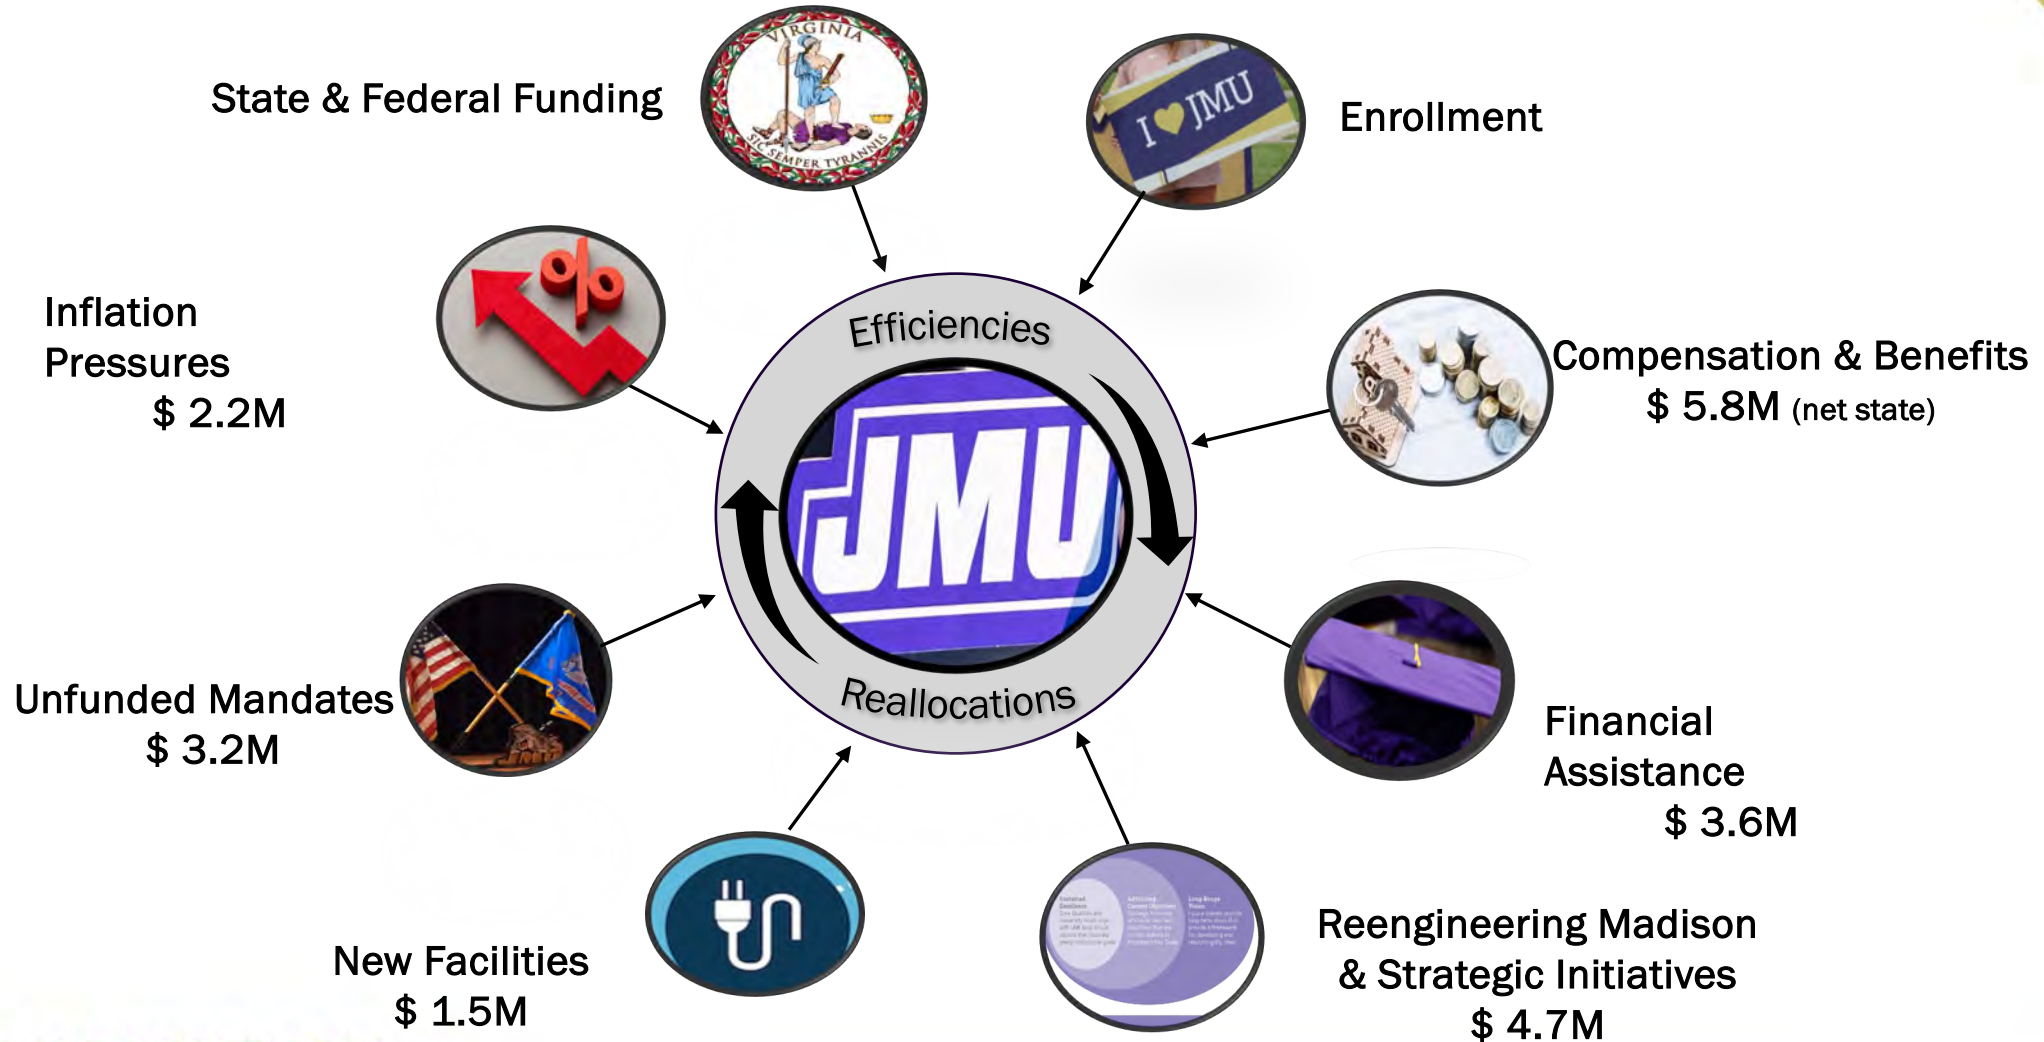 State & Federal Funding
VIRGINIA
SIC SEMPER TYRANNIS
I JMU
Enrollment
Inflation
Pressures
$ 2.2M
%
Efficiencies
Compensation & Benefits
$ 5.8M (net state)
JMU
Unfunded Mandates
$ 3.2M
Reallocations
Financial
Assistance
$ 3.6M
New Facilities
$ 1.5M
Reengineering Madison
& Strategic Initiatives
$ 4.7M